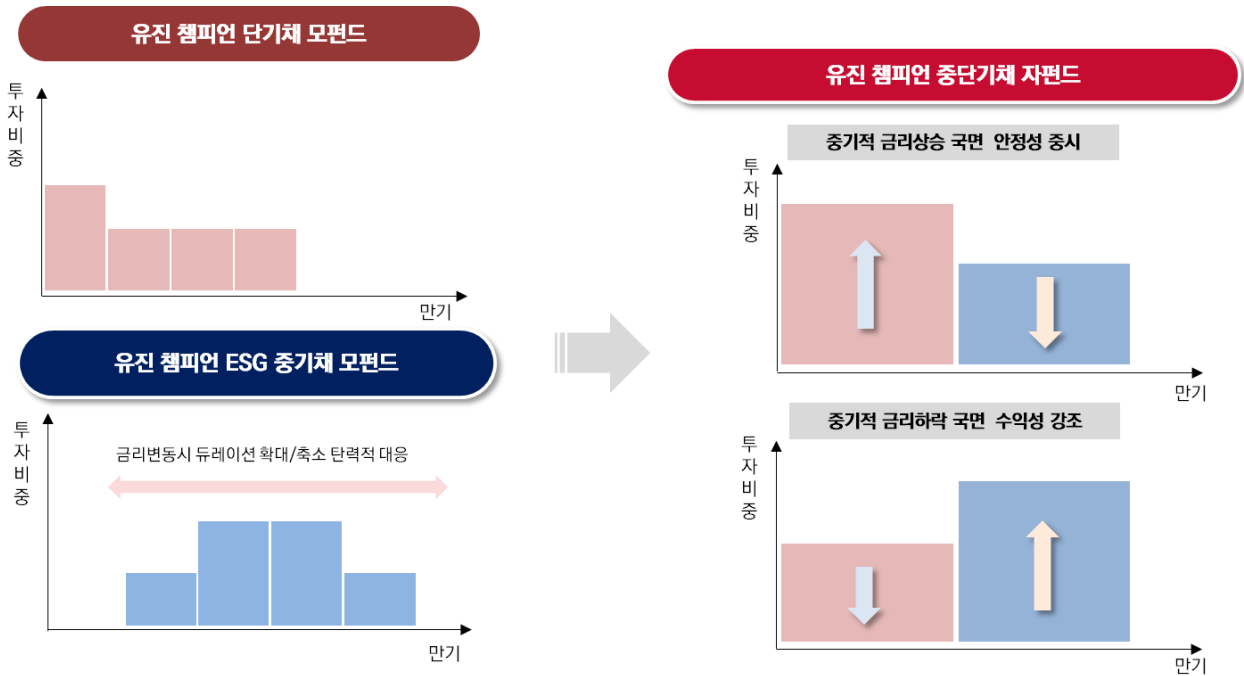 유진 챔피언 단기채 모펀드
투자비중
만기
유진 챔피언 ESG 중기채 모펀드
투자비중
금리변동시 듀레이션 확대/축소 탄력적 대응
만기
유진 챔피언 중단기채 자펀드
중기적 금리상승 국면 안정성 중시
투자비중
만기
중기적 금리하락 국면 수익성 강조
투자비중
만기